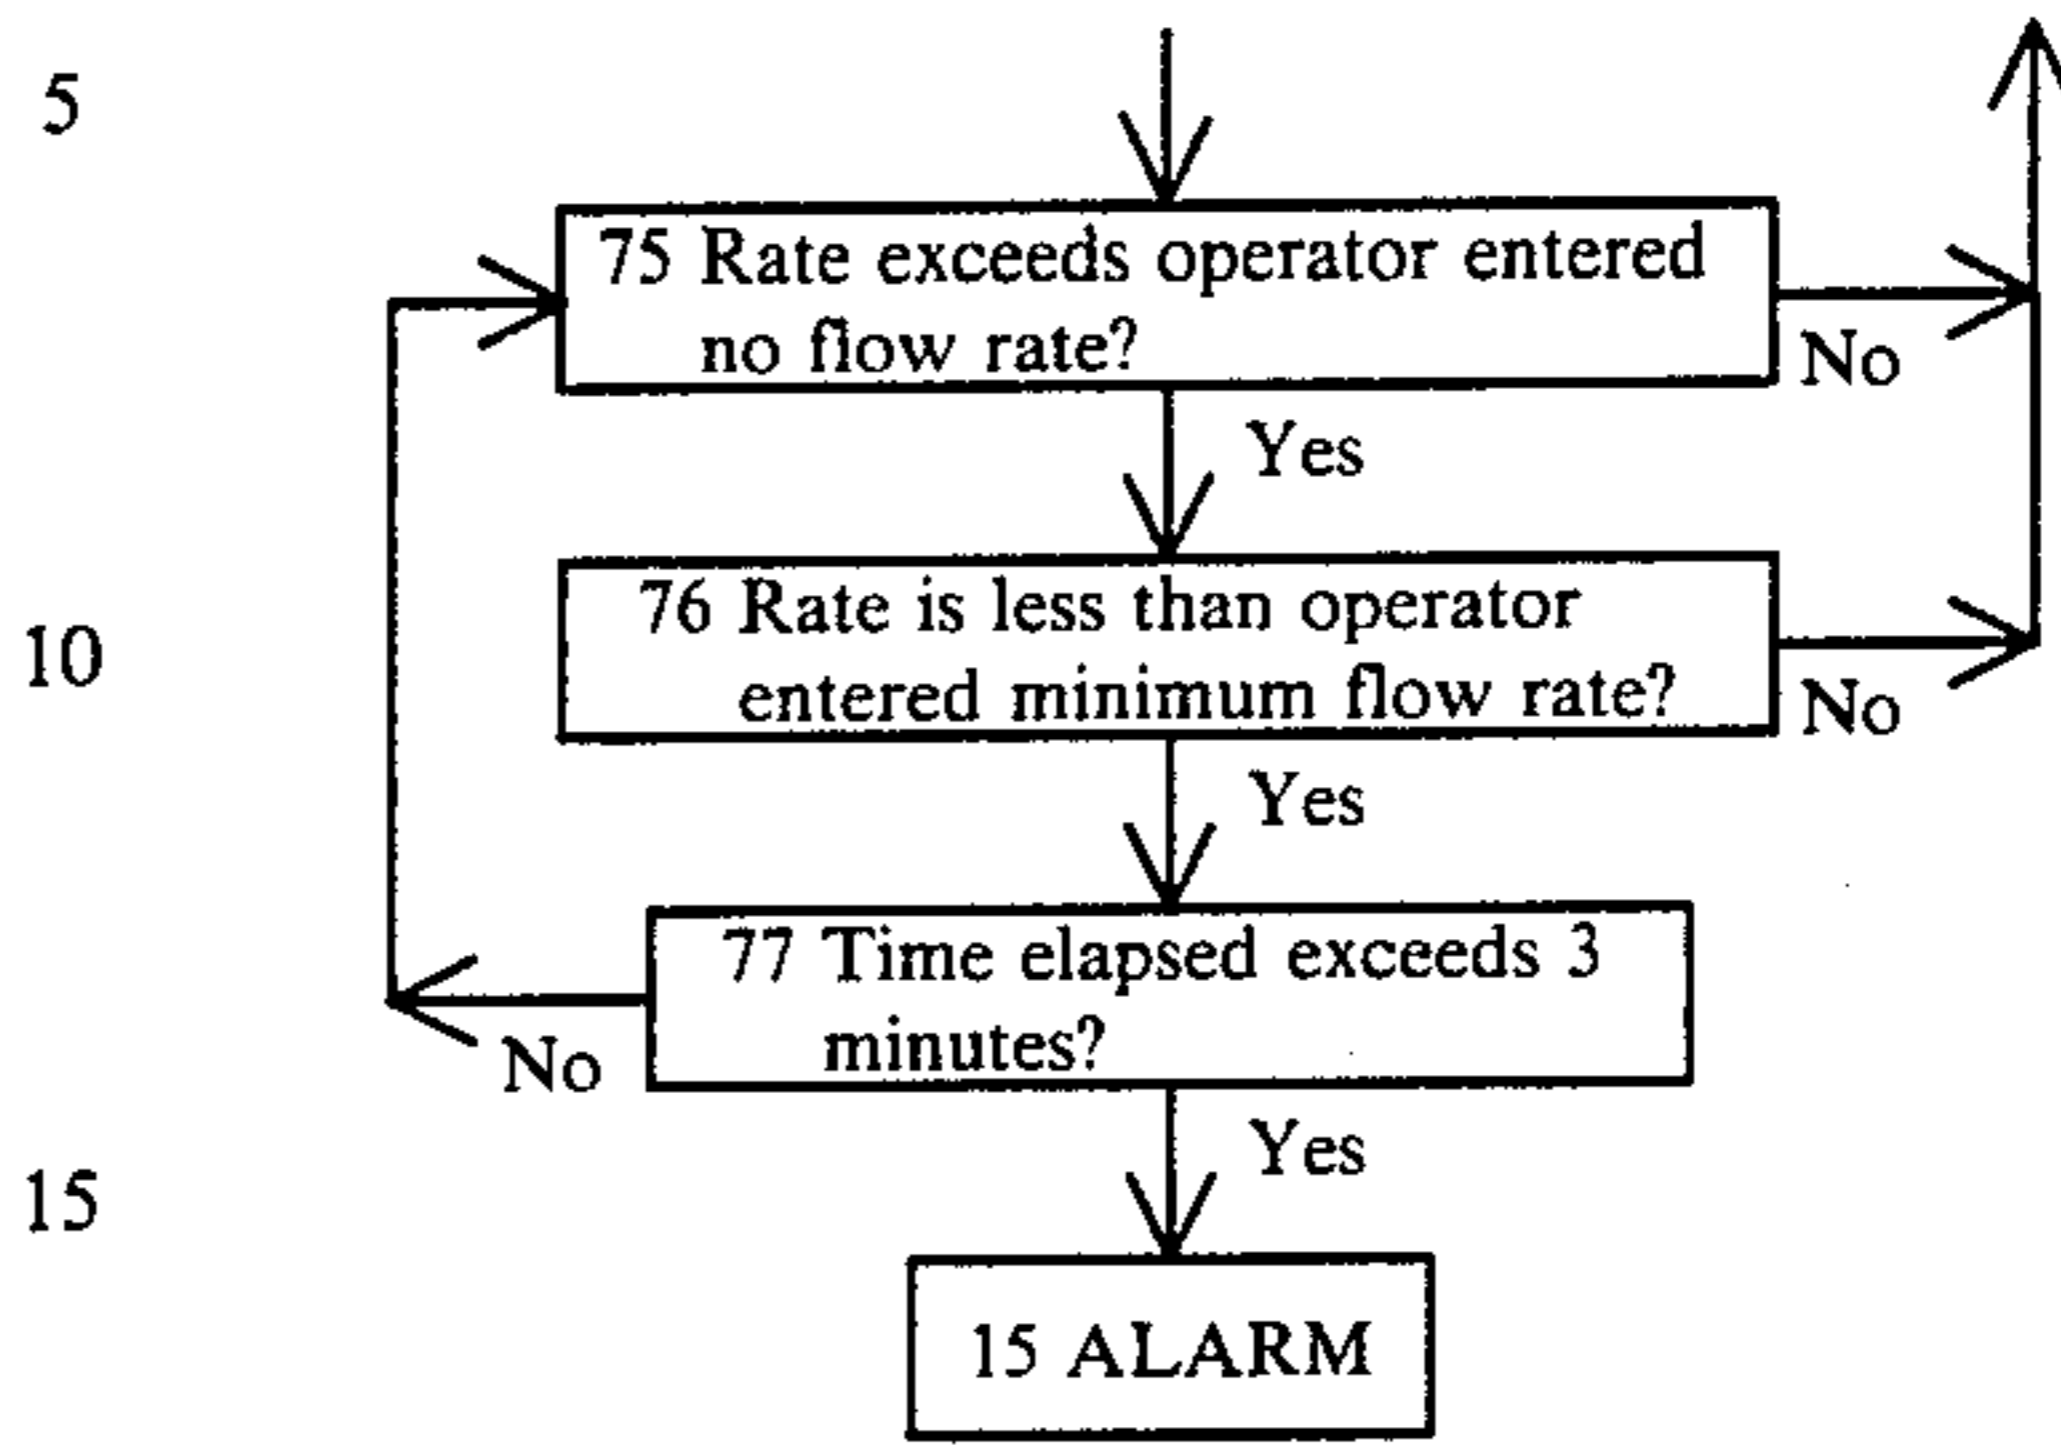 5
75 Rate exceeds operator entered
no flow rate?
No
Yes
76 Rate is less than operator
10
entered minimum flow rate?
No
Yes
77 Time elapsed exceeds 3
minutes?
No
Yes
15
15 ALARM